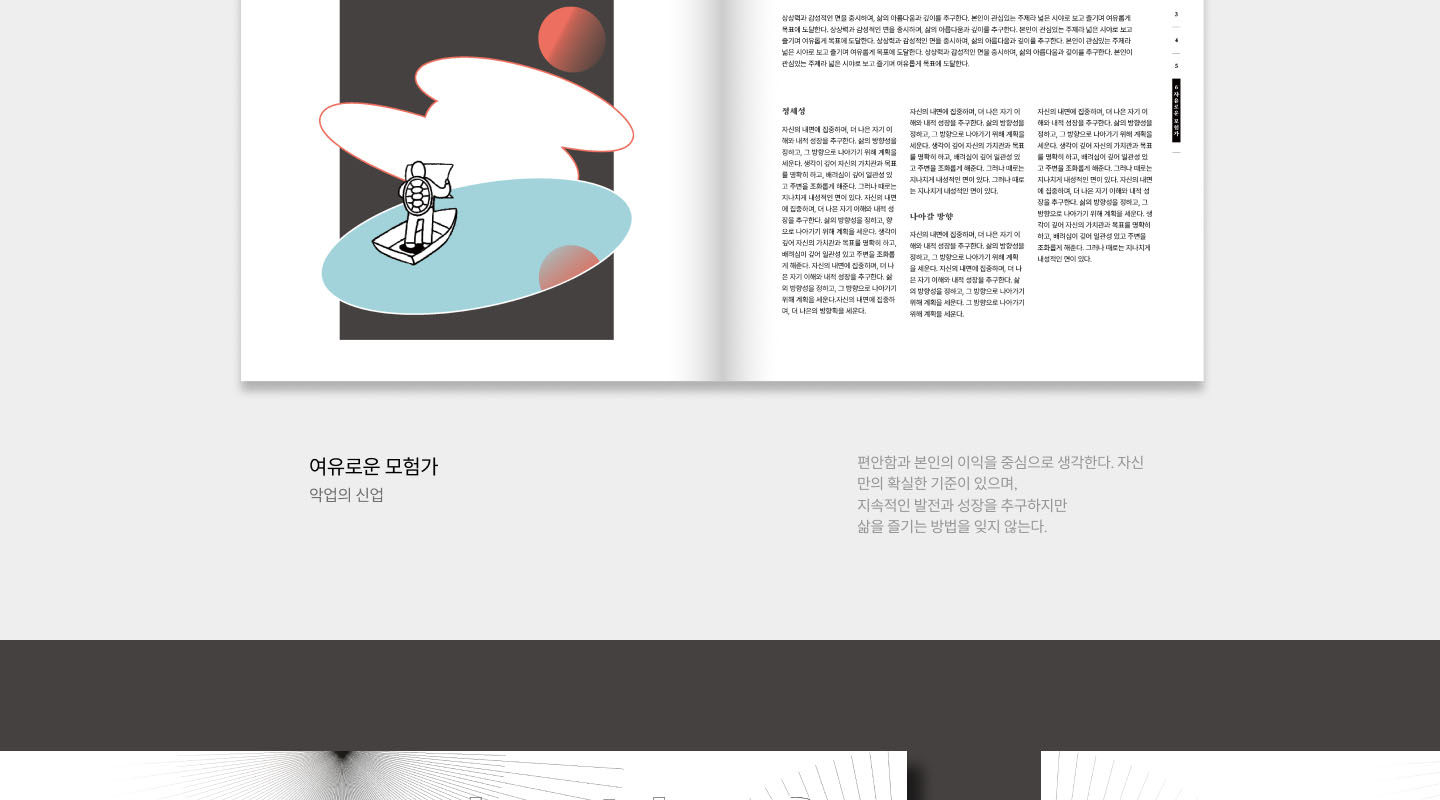 상상력과 감성적인 면을 중시하며, 삶의 아름다움과 깊이를 추구한다. 본인이 관심있는 주제라 넓은 시야로 보고 즐기며 여유롭게
목표에 도달한다. 상상력과 감성적인 면을 중시하며, 삶의 아름다움과 깊이를 추구한다. 본인이 관심있는 주제라 넓은 시야로 보고
즐기며 여유롭게 목표에 도달한다. 상상력과 감성적인 면을 중시하며, 삶의 아름다움과 깊이를 추구한다. 본인이 관심있는 주제라
넓은 시야로 보고 즐기며 여유롭게 목표에 도달한다. 상상력과 감성적인 면을 중시하며, 삶의 아름다움과 깊이를 추구한다. 본인이
관심있는 주제라 넓은 시야로 보고 즐기며 여유롭게 목표에 도달한다.
3
4
5
정체성
자신의 내면에 집중하며, 더 나은 자기 이
해와 내적 성장을 추구한다. 삶의 방향성을
정하고, 그 방향으로 나아가기 위해 계획을
세운다. 생각이 깊어 자신의 가치관과 목표
를 명확히 하고, 배려심이 깊어 일관성 있
고 주변을 조화롭게 해준다. 그러나 때로는
지나치게 내성적인 면이 있다. 자신의 내면
에 집중하며, 더 나은 자기 이해와 내적 성
장을 추구한다. 삶의 방향성을 정하고, 향
으로 나아가기 위해 계획을 세운다. 생각이
깊어 자신의 가치관과 목표를 명확히 하고,
배려심이 깊어 일관성 있고 주변을 조화롭
게 해준다. 자신의 내면에 집중하며, 더 나
은 자기 이해와 내적 성장을 추구한다. 삶
의 방향성을 정하고, 그 방향으로 나아가기
위해 계획을 세운다.자신의 내면에 집중하
며, 더 나은의 방향획을 세운다.
자신의 내면에 집중하며, 더 나은 자기 이
해와 내적 성장을 추구한다. 삶의 방향성을
정하고, 그 방향으로 나아가기 위해 계획을
세운다. 생각이 깊어 자신의 가치관과 목표
를 명확히 하고, 배려심이 깊어 일관성 있
고 주변을 조화롭게 해준다. 그러나 때로는
지나치게 내성적인 면이 있다. 그러나 때로
는 지나치게 내성적인 면이 있다.
나아갈 방향
자신의 내면에 집중하며, 더 나은 자기 이
해와 내적 성장을 추구한다. 삶의 방향성을
정하고, 그 방향으로 나아가기 위해 계획
을 세운다. 자신의 내면에 집중하며, 더 나
은 자기 이해와 내적 성장을 추구한다. 삶
의 방향성을 정하고, 그 방향으로 나아가기
위해 계획을 세운다. 그 방향으로 나아가기
위해 계획을 세운다.
자신의 내면에 집중하며, 더 나은 자기 이
해와 내적 성장을 추구한다. 삶의 방향성을
정하고, 그 방향으로 나아가기 위해 계획을
세운다. 생각이 깊어 자신의 가치관과 목표
를 명확히 하고, 배려심이 깊어 일관성 있
고 주변을 조화롭게 해준다. 그러나 때로는
지나치게 내성적인 면이 있다. 자신의 내면
에 집중하며, 더 나은 자기 이해와 내적 성
장을 추구한다. 삶의 방향성을 정하고, 그
방향으로 나아가기 위해 계획을 세운다. 생
각이 깊어 자신의 가치관과 목표를 명확히
하고, 배려심이 깊어 일관성 있고 주변을
조화롭게 해준다. 그러나 때로는 지나치게
내성적인 면이 있다.
여유로운 모험가
악업의 신업
편안함과 본인의 이익을 중심으로 생각한다. 자신
만의 확실한 기준이 있으며,
지속적인 발전과 성장을 추구하지만
삶을 즐기는 방법을 잊지 않는다.